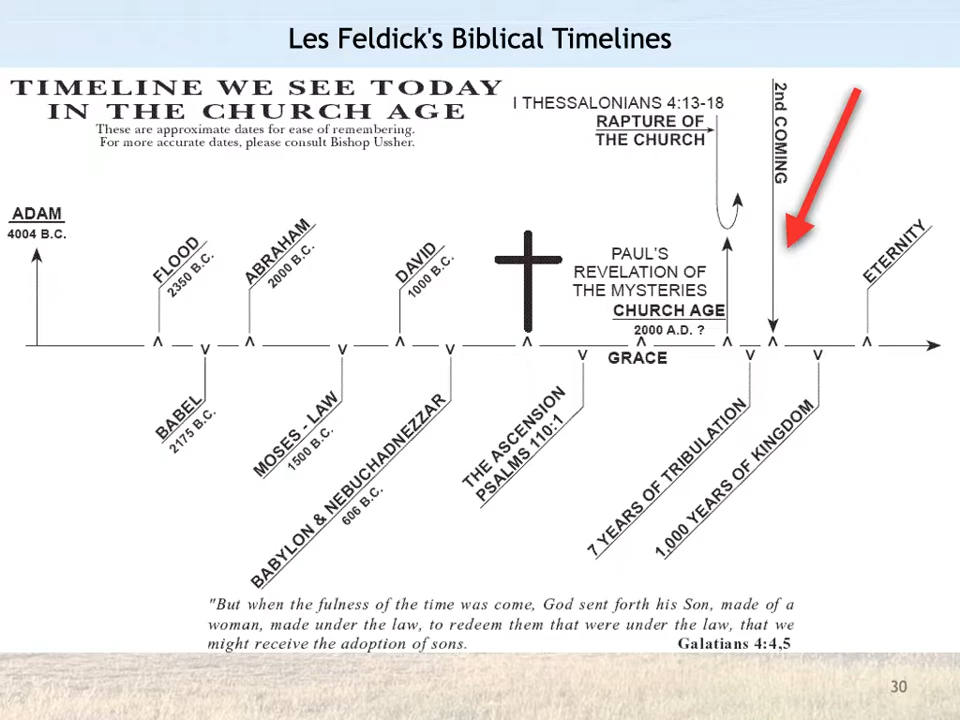 Les Feldick's Biblical Timelines
TIMELINE WE SEE TODAY
IN THE CHURCH AGE
These are approximate dates for ease of remembering.
For more accurate dates, please consult Bishop Ussher.
I THESSALONIANS 4:13-18
RAPTURE OF
THE CHURCH
2nd COMING
ADAM
4004 B.C.
FLOOD
2350 B.C.
ABRAHAM
2000 B.C.
DAVID
1000 B.C.
PAUL'S
REVELATION OF
THE MYSTERIES
CHURCH AGE
2000 A.D. ?
ETERNITY
GRACE
BABEL
2175 B.C.
MOSES - LAW
1500 B.C.
BABYLON & NEBUCHADNEZZAR
606 B.C.
THE ASCENSION
PSALMS 110:1
7 YEARS OF TRIBULATION
1,000 YEARS OF KINGDOM
"But when the fulness of the time was come, God sent forth his Son, made of a
woman, made under the law, to redeem them that were under the law, that we
might receive the adoption of sons. Galatians 4:4,5
30